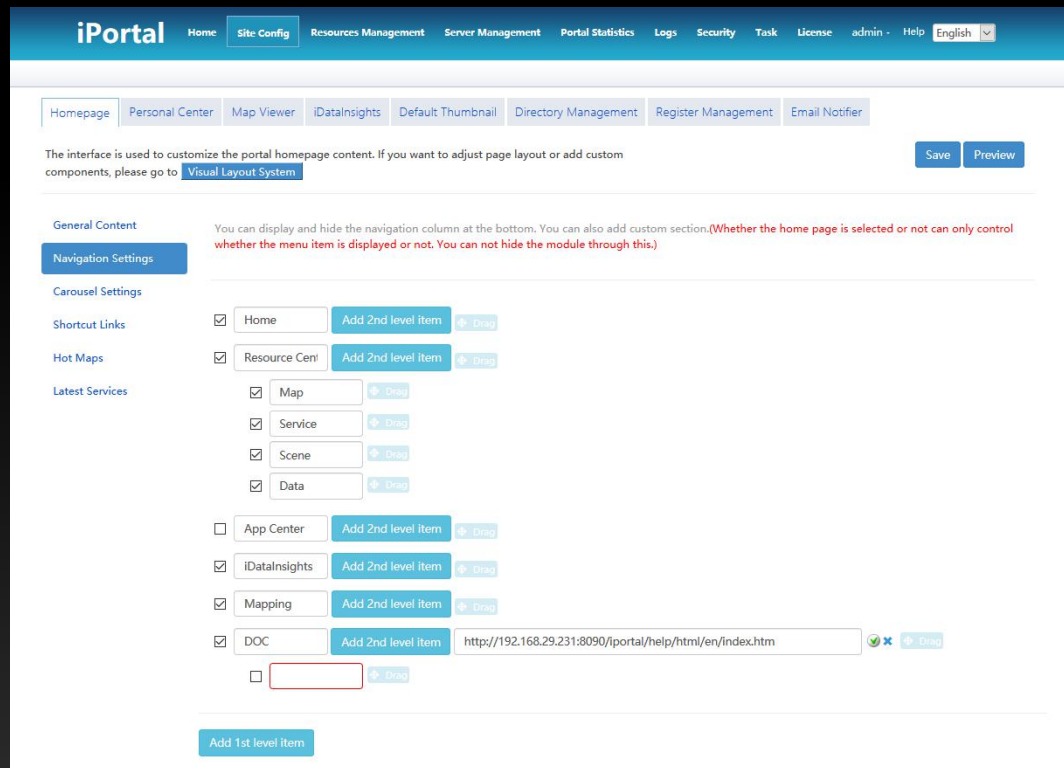 iPortal Home Site Config Resources Management Server Management Portal Statistics Logs Security Task License admin - Help English
Homepage Personal Center Map Viewer iDataInsights Default Thumbnail Directory Management Register Management Email Notifier
The interface is used to customize the portal homepage content. If you want to adjust page layout or add custom
components, please go to Visual Layout System
Save Preview
General Content
Navigation Settings
Carousel Settings
Shortcut Links
Hot Maps
Latest Services
You can display and hide the navigation column at the bottom. You can also add custom section.(Whether the home page is selected or not can only control
whether the menu item is displayed or not. You can not hide the module through this.)
Home Add 2nd level item Drag
Resource Cent Add 2nd level item Drag
Map Drag
Service Drag
Scene Drag
Data Drag
App Center Add 2nd level item Drag
iDataInsights Add 2nd level item Drag
Mapping Add 2nd level item Drag
DOC Add 2nd level item http://192.168.29.231:8090/iportal/help/html/en/index.htm Drag
Drag
Add 1st level item